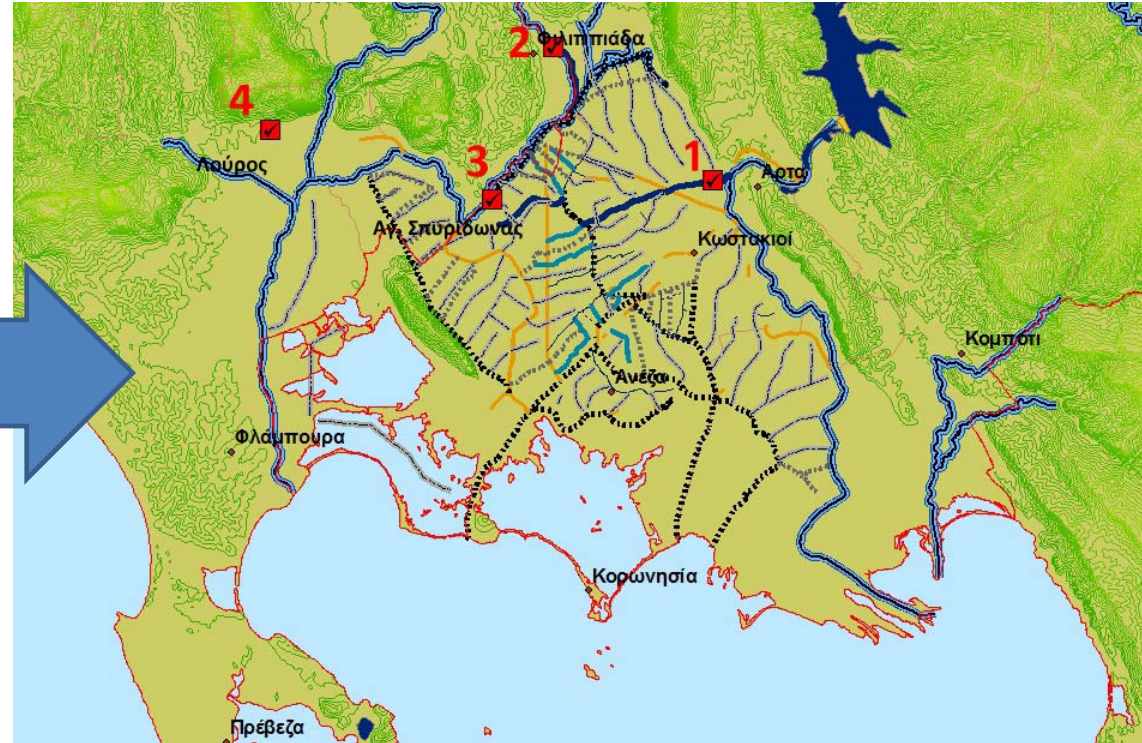 2
Φιλιππιάδα
4
Λούρος
3
1
Άρτα
Αγ. Σπυρίδωνας
Κωστακιοί
Κομπότι
Ανέζα
Φλάμπουρα
Κορωνησία
Πρέβεζα